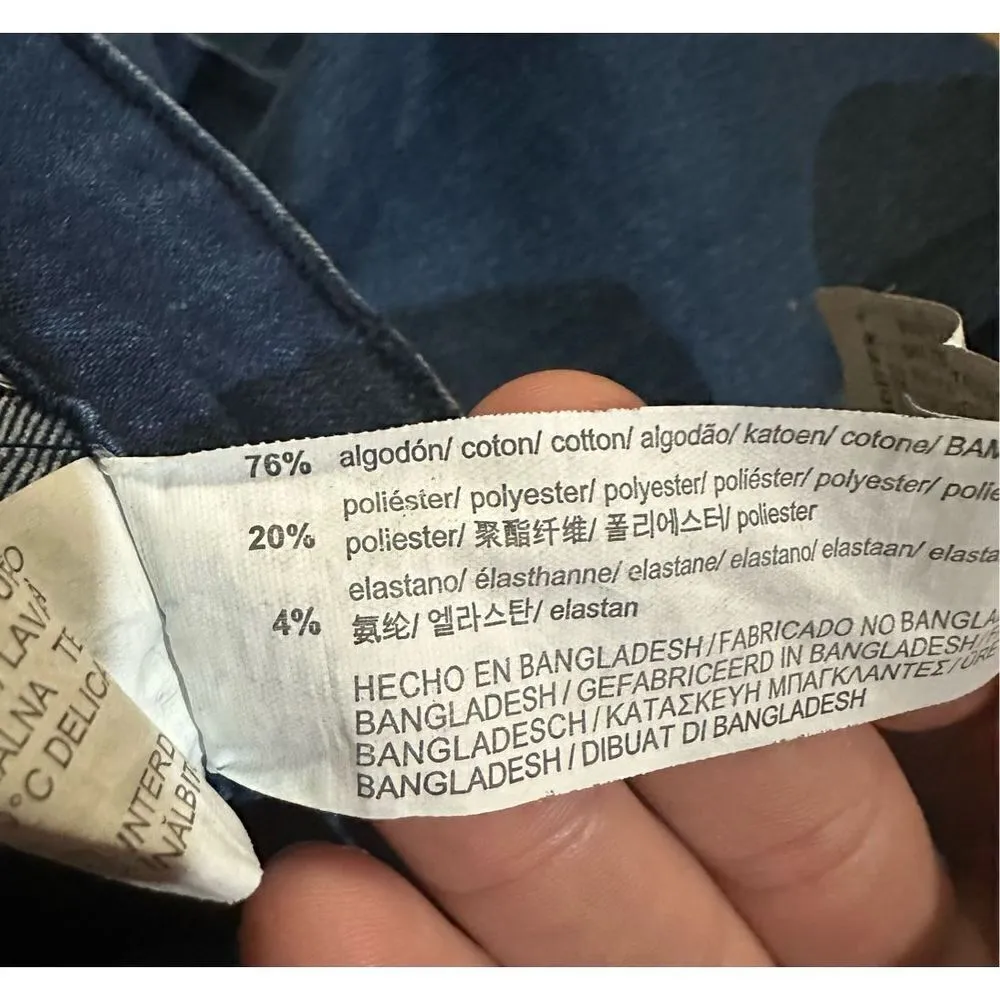 76% algodón/ coton/ cotton/ algodão/ katoen/ cotone/
poliéster/ polyester/ polyester/ poliéster/ polyester/
20% poliester/ 聚酯纤维/ 폴리에스터/ poliester
elastano/ élasthanne/ elastane/ elastano/ elastaan/
4% 氨纶/ 엘라스탄/ elastan
HECHO EN BANGLADESH / FABRICADO NO
BANGLADESH / GEFABRICEERD IN BANGLADESH /
BANGLADESCH / ΚΑΤΑΣΚΕΥΗ ΜΠΑΓΚΛΑΝΤΕΣ /
BANGLADESH / DIBUAT DI BANGLADESH
°C DELICA